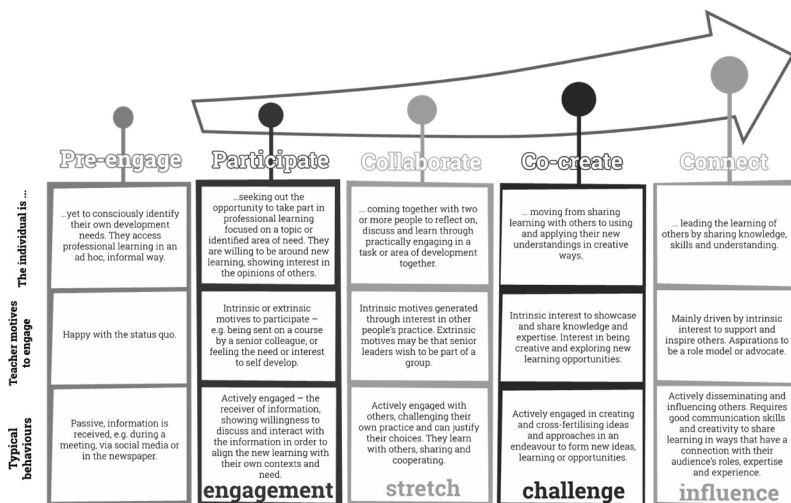 Pre-engage
Participate
Collaborate
Co-create
Connect
The individual is ...
...yet to consciously identify
their own development
needs. They access
professional learning in an
ad hoc, informal way.
...seeking out the
opportunity to take part in
professional learning
focused on a topic or
identified area of need. They
are willing to be around new
learning, showing interest in
the opinions of others.
... coming together with two
or more people to reflect on,
discuss and learn through
practically engaging in a
task or area of development
together.
... moving from sharing
learning with others to using
and applying their new
understandings in creative
ways.
... leading the learning of
others by sharing knowledge,
skills and understanding.
Teacher motives
to engage
Happy with the status quo.
Intrinsic or extrinsic
motives to participate –
e.g. being sent on a course
by a senior colleague, or
feeling the need or interest
to self develop.
Intrinsic motives generated
through interest in other
people's practice. Extrinsic
motives may be that senior
leaders wish to be part of a
group.
Intrinsic interest to showcase
and share knowledge and
expertise. Interest in being
creative and exploring new
learning opportunities.
Mainly driven by intrinsic
interest to support and
inspire others. Aspirations to
be a role model or advocate.
Typical
behaviours
Passive, information is
received, e.g. during a
meeting, via social media or
in the newspaper.
Actively engaged – the
receiver of information,
showing willingness to
discuss and interact with
the information in order to
align the new learning with
their own contexts and
need.
engagement
Actively engaged with
others, challenging their
own practice and can justify
their choices. They learn
with others, sharing and
cooperating.
stretch
Actively engaged in creating
and cross-fertilising ideas
and approaches in an
endeavour to form new ideas,
learning or opportunities.
challenge
Actively disseminating and
influencing others. Requires
good communication skills
and creativity to share
learning in ways that have a
connection with their
audience's roles, expertise
and experience.
influence